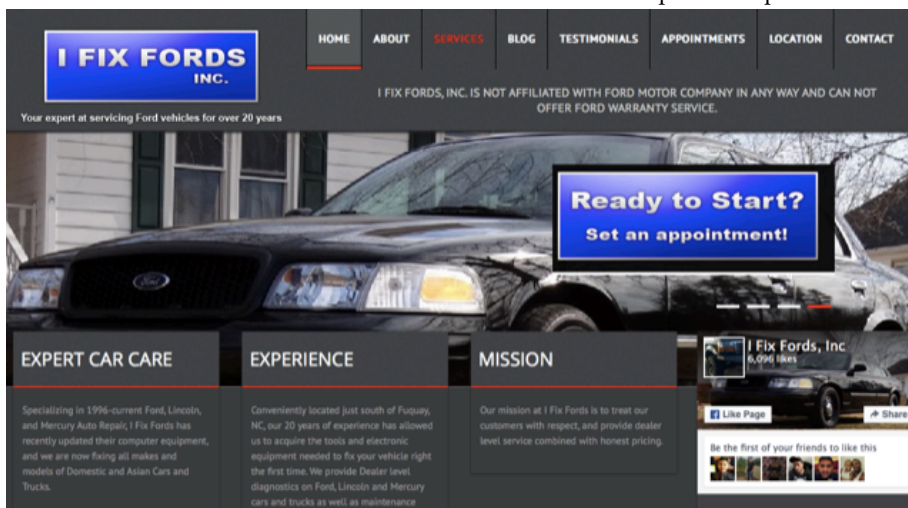 I FIX FORDS
INC.
Your expert at servicing Ford vehicles for over 20 years
HOME ABOUT SERVICES BLOG TESTIMONIALS APPOINTMENTS LOCATION CONTACT
I FIX FORDS, INC. IS NOT AFFILIATED WITH FORD MOTOR COMPANY IN ANY WAY AND CAN NOT
OFFER FORD WARRANTY SERVICE.
Ready to Start?
Set an appointment!
Ford
EXPERT CAR CARE
Specializing in 1996-current Ford, Lincoln,
and Mercury Auto Repair, I Fix Fords has
recently updated their computer equipment,
and we are now fixing all makes and
models of Domestic and Asian Cars and
Trucks.
EXPERIENCE
Conveniently located just south of Fuquay,
NC, our 20 years of experience has allowed
us to acquire the tools and electronic
equipment needed to fix your vehicle right
the first time. We provide Dealer level
diagnostics on Ford, Lincoln and Mercury
cars and trucks as well as maintenance
MISSION
Our mission at I Fix Fords is to treat our
customers with respect, and provide dealer
level service combined with honest pricing.
I Fix Fords, Inc
6,096 likes
Like Page
Share
Be the first of your friends to like this